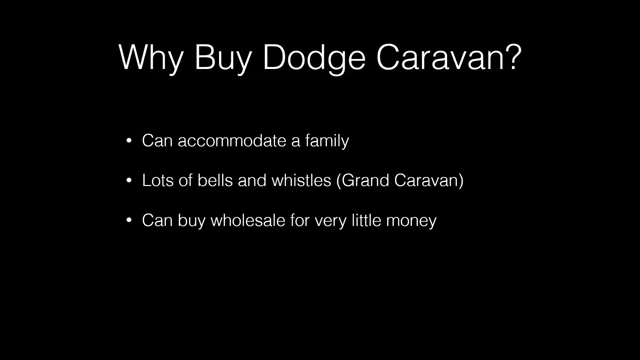 Why Buy Dodge Caravan?
• Can accommodate a family
• Lots of bells and whistles (Grand Caravan)
• Can buy wholesale for very little money